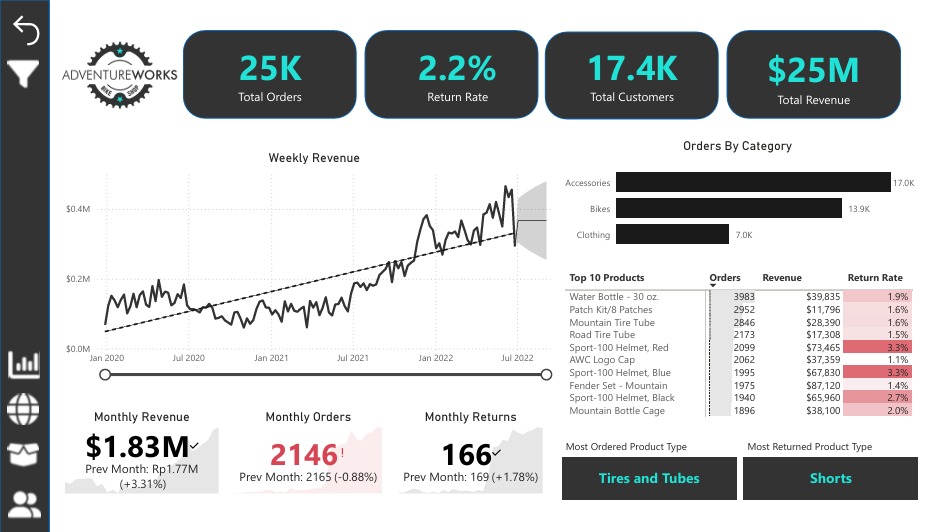 ADVENTUREWORKS
BIKE SHOP
25K
Total Orders
2.2%
Return Rate
17.4K
Total Customers
$25M
Total Revenue
Weekly Revenue
$0.4M
$0.2M
$0.0M
Jan 2020 Jul 2020 Jan 2021 Jul 2021 Jan 2022 Jul 2022
Orders By Category
Accessories 17.0K
Bikes 13.9K
Clothing 7.0K
Top 10 Products Orders Revenue Return Rate
Water Bottle - 30 oz. 3983 $39,835 1.9%
Patch Kit/8 Patches 2952 $11,796 1.6%
Mountain Tire Tube 2846 $28,390 1.6%
Road Tire Tube 2173 $17,308 1.5%
Sport-100 Helmet, Red 2099 $73,465 3.3%
AWC Logo Cap 2062 $37,359 1.1%
Sport-100 Helmet, Blue 1995 $67,830 3.3%
Fender Set - Mountain 1975 $87,120 1.4%
Sport-100 Helmet, Black 1940 $65,960 2.7%
Mountain Bottle Cage 1896 $38,100 2.0%
Monthly Revenue
$1.83M✓
Prev Month: Rp1.77M
(+3.31%)
Monthly Orders
2146!
Prev Month: 2165 (-0.88%)
Monthly Returns
166✓
Prev Month: 169 (+1.78%)
Most Ordered Product Type
Tires and Tubes
Most Returned Product Type
Shorts